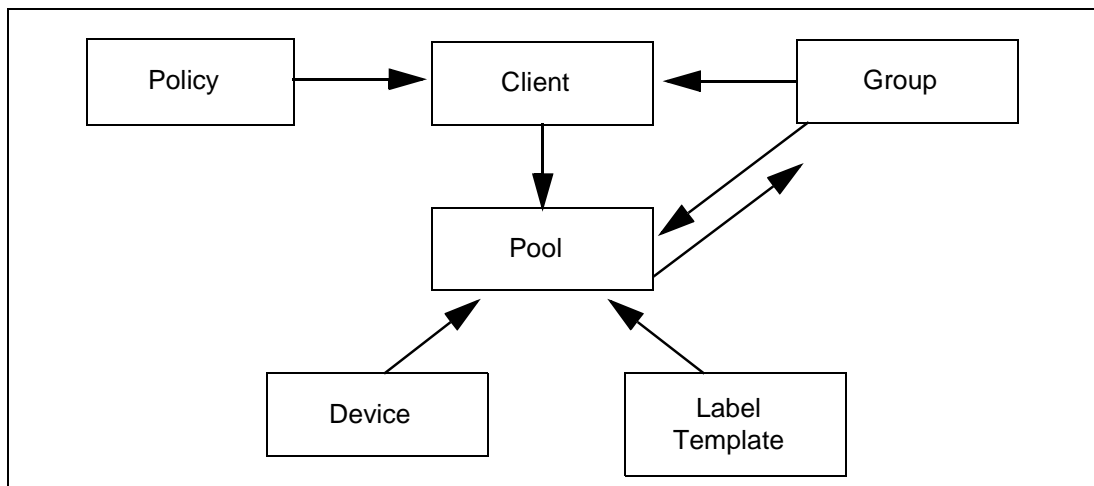 Policy
Client
Group
Pool
Device
Label
Template